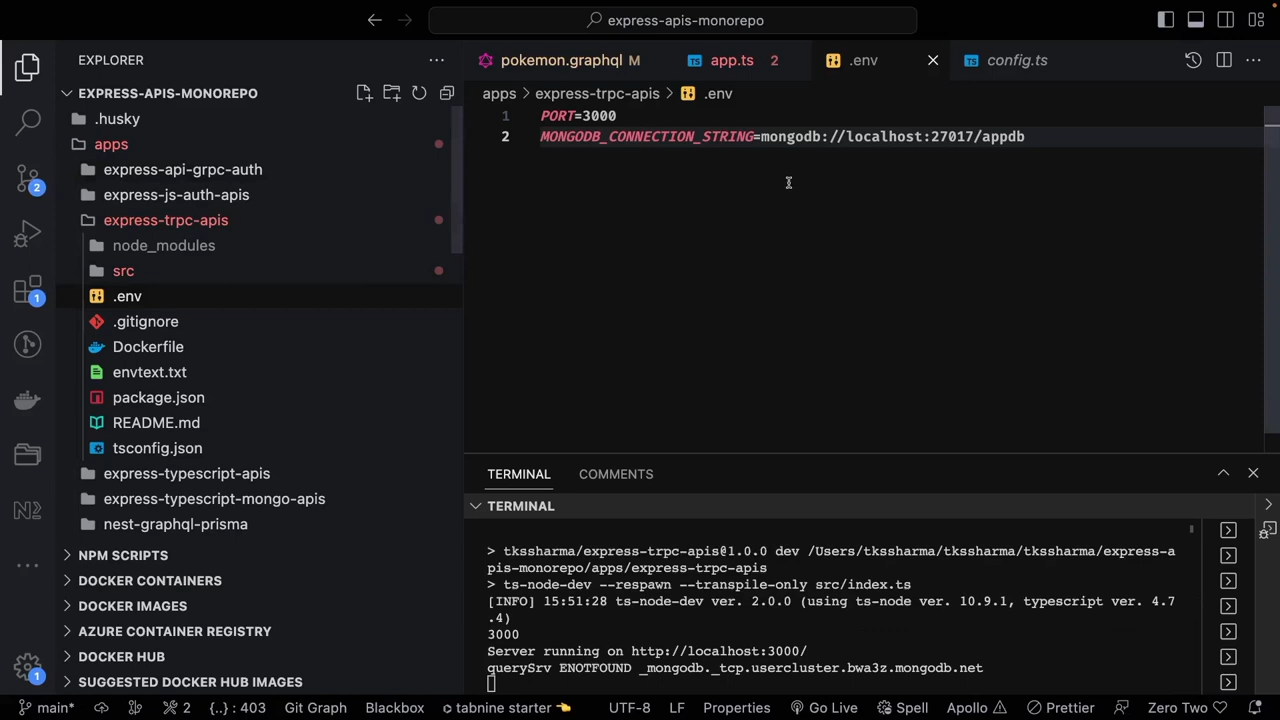 express-apis-monorepo
EXPLORER
EXPRESS-APIS-MONOREPO
.husky
apps
express-api-grpc-auth
express-js-auth-apis
express-trpc-apis
node_modules
src
.env
.gitignore
Dockerfile
envtext.txt
package.json
README.md
tsconfig.json
express-typescript-apis
express-typescript-mongo-apis
nest-graphql-prisma
NPM SCRIPTS
DOCKER CONTAINERS
DOCKER IMAGES
AZURE CONTAINER REGISTRY
DOCKER HUB
SUGGESTED DOCKER HUB IMAGES
2
1
1
pokemon.graphql M
app.ts 2
.env
config.ts
apps > express-trpc-apis > .env
1 PORT=3000
2 MONGODB_CONNECTION_STRING=mongodb://localhost:27017/appdb
TERMINAL COMMENTS
TERMINAL
> tkssharma/express-trpc-apis@1.0.0 dev /Users/tkssharma/tkssharma/tkssharma/express-a
pis-monorepo/apps/express-trpc-apis
> ts-node-dev --respawn --transpile-only src/index.ts
[INFO] 15:51:28 ts-node-dev ver. 2.0.0 (using ts-node ver. 10.9.1, typescript ver. 4.7
.4)
3000
Server running on http://localhost:3000/
querySrv ENOTFOUND _mongodb._tcp.usercluster.bwa3z.mongodb.net
main* 2 {..} : 403 Git Graph Blackbox tabnine starter UTF-8 LF Properties Go Live Spell Apollo Prettier Zero Two